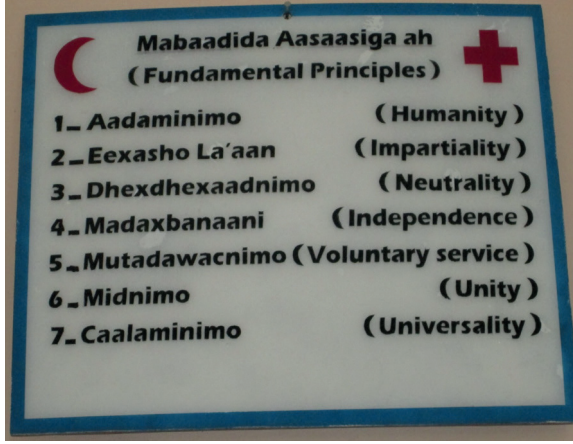 Mabaadida Aasaasiga ah
(Fundamental Principles)
1_ Aadaminimo (Humanity)
2_ Eexasho La'aan (Impartiality)
3_ Dhexdhexaadnimo (Neutrality)
4_ Madaxbanaani (Independence)
5_ Mutadawacnimo (Voluntary service)
6_ Midnimo (Unity)
7_ Caalaminimo (Universality)